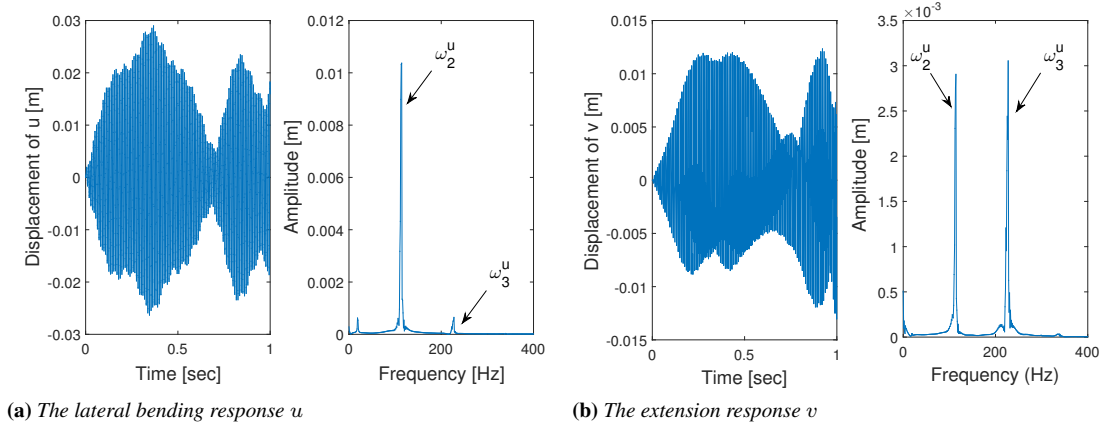 0.03
0.02
0.01
0
-0.01
-0.02
-0.03
Displacement of u [m]
0 0.5 1
Time [sec]
0.012
0.01
0.008
0.006
0.004
0.002
0
Amplitude [m]
0 200 400
Frequency [Hz]
ω₂ᵘ
ω₃ᵘ
(a) The lateral bending response u
0.015
0.01
0.005
0
-0.005
-0.01
-0.015
Displacement of v [m]
0 0.5 1
Time [sec]
×10⁻³
3.5
3
2.5
2
1.5
1
0.5
0
Amplitude [m]
0 200 400
Frequency (Hz)
ω₂ᵘ
ω₃ᵘ
(b) The extension response v